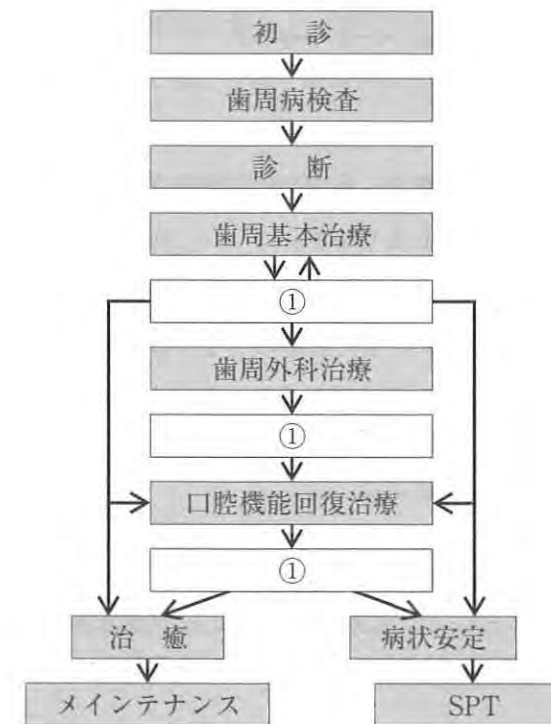 初　診
歯周病検査
診　断
歯周基本治療
①
歯周外科治療
①
口腔機能回復治療
①
治　癒
病状安定
メインテナンス
SPT